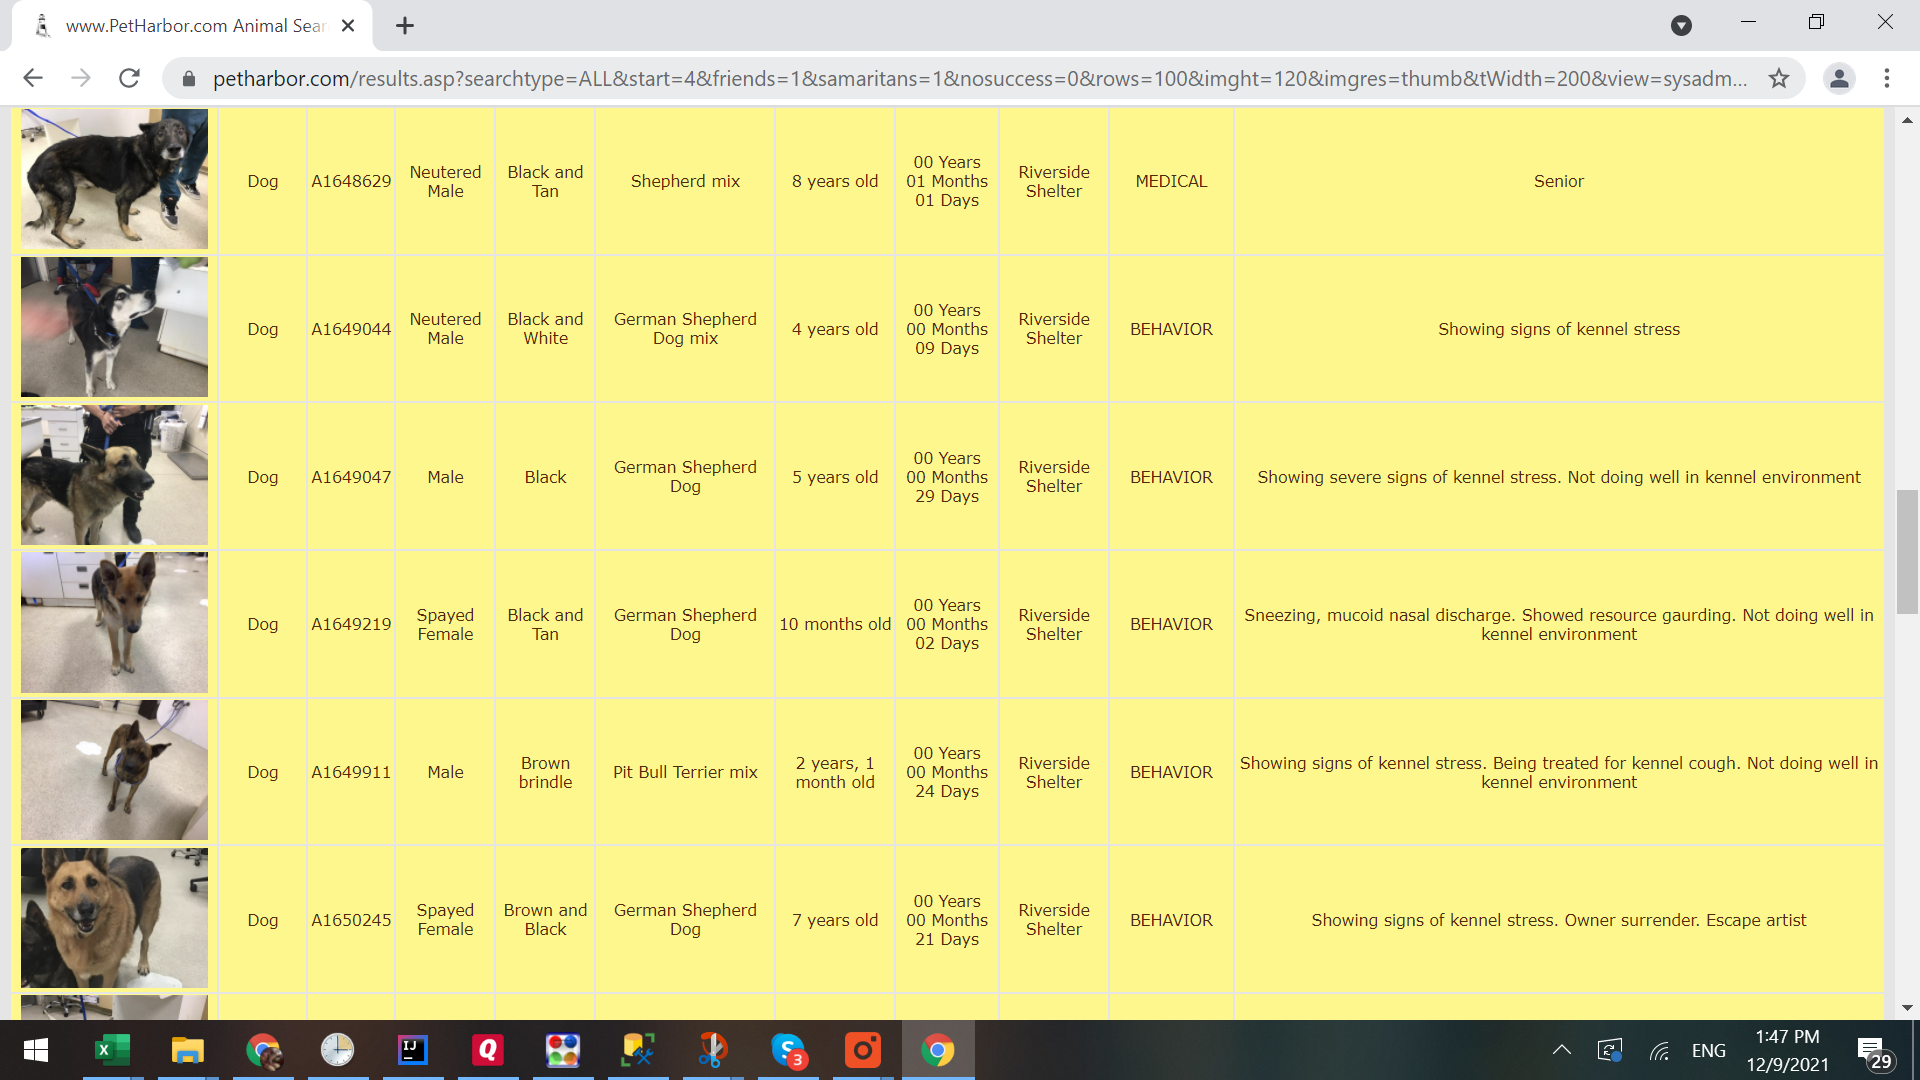 www.PetHarbor.com Animal Sear
petharbor.com/results.asp?searchtype=ALL&start=4&friends=1&samaritans=1&nosuccess=0&rows=100&imght=120&imgres=thumb&tWidth=200&view=sysadm...
Dog
A1648629
Neutered
Male
Black and
Tan
Shepherd mix
8 years old
00 Years
01 Months
01 Days
Riverside
Shelter
MEDICAL
Senior
Dog
A1649044
Neutered
Male
Black and
White
German Shepherd
Dog mix
4 years old
00 Years
00 Months
09 Days
Riverside
Shelter
BEHAVIOR
Showing signs of kennel stress
Dog
A1649047
Male
Black
German Shepherd
Dog
5 years old
00 Years
00 Months
29 Days
Riverside
Shelter
BEHAVIOR
Showing severe signs of kennel stress. Not doing well in kennel environment
Dog
A1649219
Spayed
Female
Black and
Tan
German Shepherd
Dog
10 months old
00 Years
00 Months
02 Days
Riverside
Shelter
BEHAVIOR
Sneezing, mucoid nasal discharge. Showed resource gaurding. Not doing well in
kennel environment
Dog
A1649911
Male
Brown
brindle
Pit Bull Terrier mix
2 years, 1
month old
00 Years
00 Months
24 Days
Riverside
Shelter
BEHAVIOR
Showing signs of kennel stress. Being treated for kennel cough. Not doing well in
kennel environment
Dog
A1650245
Spayed
Female
Brown and
Black
German Shepherd
Dog
7 years old
00 Years
00 Months
21 Days
Riverside
Shelter
BEHAVIOR
Showing signs of kennel stress. Owner surrender. Escape artist
X
IJ
Q
S
3
ENG
1:47 PM
12/9/2021
29